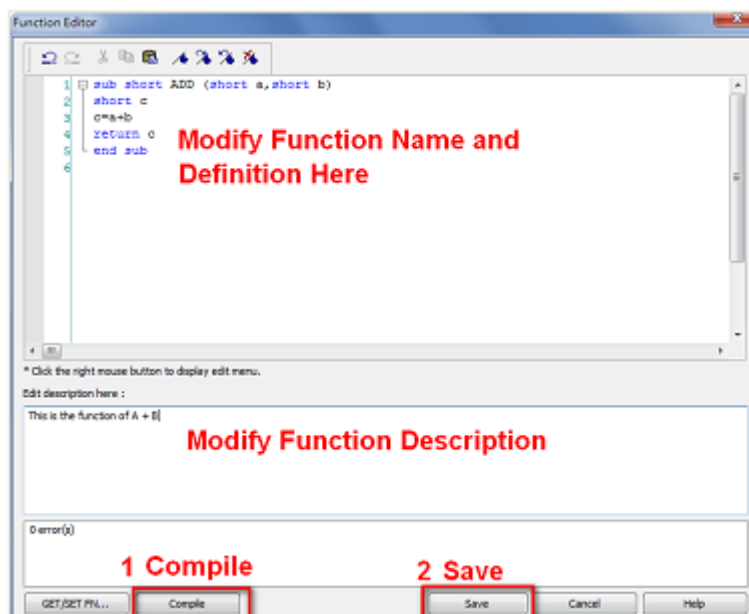 Function Editor
1 sub short ADD (short a,short b)
2 short c
3 c=a+b
4 return c
5 end sub
6
Modify Function Name and
Definition Here
* Click the right mouse button to display edit menu.
Edit description here :
This is the function of A + B
Modify Function Description
0 error(s)
1 Compile
2 Save
GET/SET FN... Compile Save Cancel Help